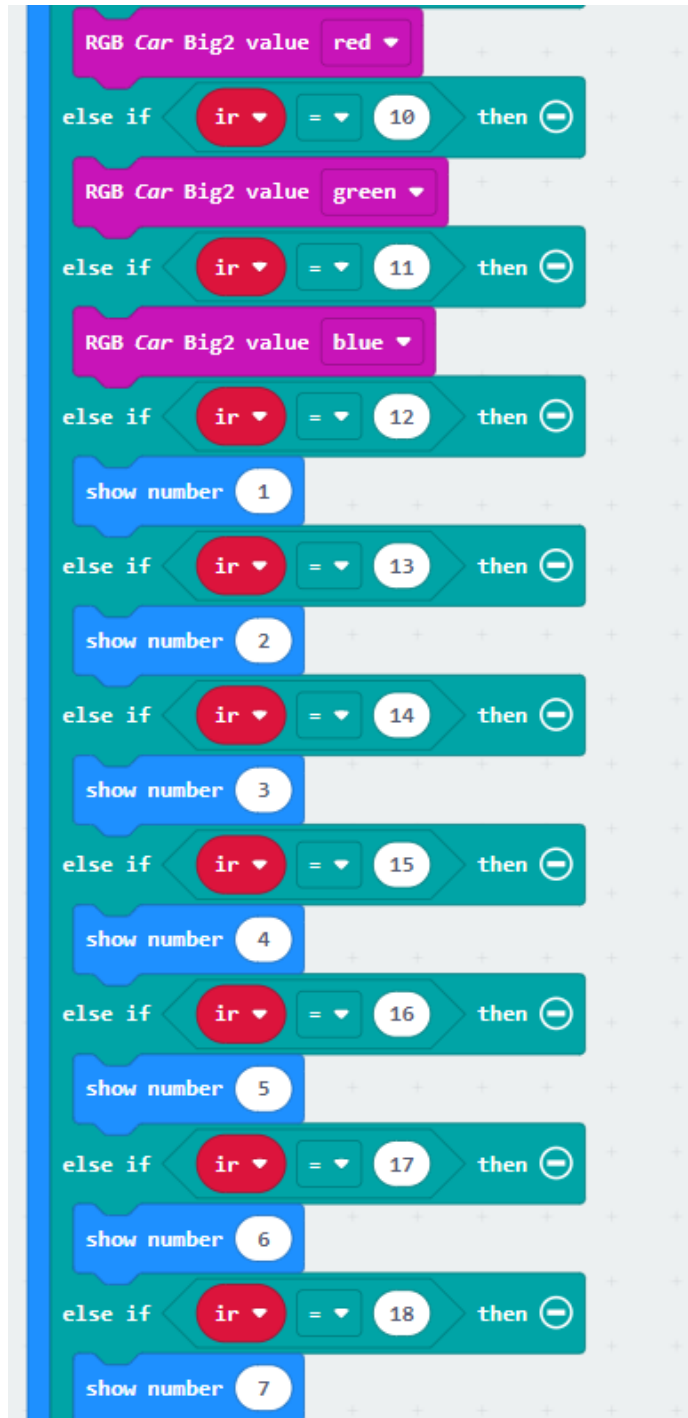 RGB Car Big2 value red
else if ir = 10 then
RGB Car Big2 value green
else if ir = 11 then
RGB Car Big2 value blue
else if ir = 12 then
show number 1
else if ir = 13 then
show number 2
else if ir = 14 then
show number 3
else if ir = 15 then
show number 4
else if ir = 16 then
show number 5
else if ir = 17 then
show number 6
else if ir = 18 then
show number 7